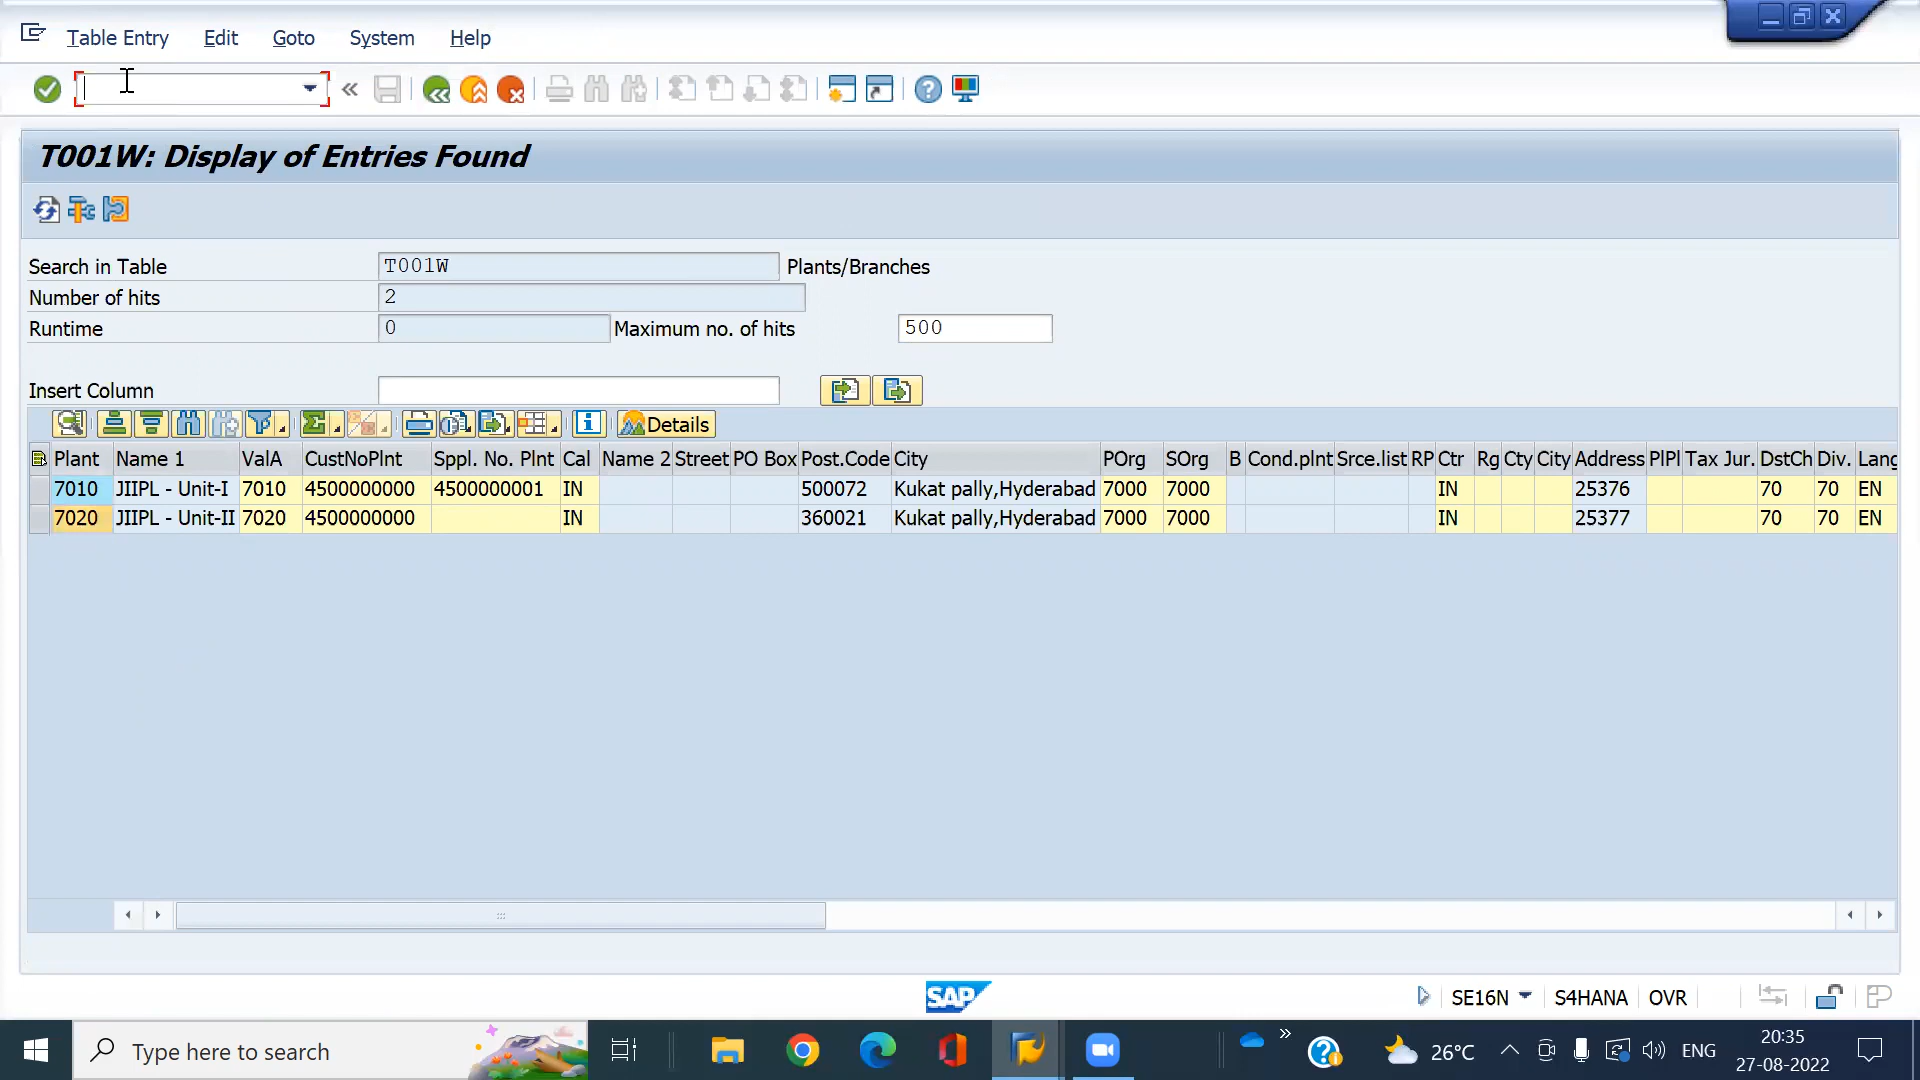 Table Entry Edit Goto System Help
T001W: Display of Entries Found
Search in Table T001W Plants/Branches
Number of hits 2
Runtime 0 Maximum no. of hits 500
Insert Column
Details
Plant Name 1 ValA CustNoPlnt Sppl. No. Plnt Cal Name 2 Street PO Box Post.Code City POrg SOrg B Cond.plnt Srce.list RP Ctr Rg Cty City Address PlPl Tax Jur. DstCh Div. Lang
7010 JIIPL - Unit-I 7010 4500000000 4500000001 IN 500072 Kukat pally,Hyderabad 7000 7000 IN 25376 70 70 EN
7020 JIIPL - Unit-II 7020 4500000000 IN 360021 Kukat pally,Hyderabad 7000 7000 IN 25377 70 70 EN
SAP SE16N S4HANA OVR
Type here to search 26°C ENG 20:35
27-08-2022